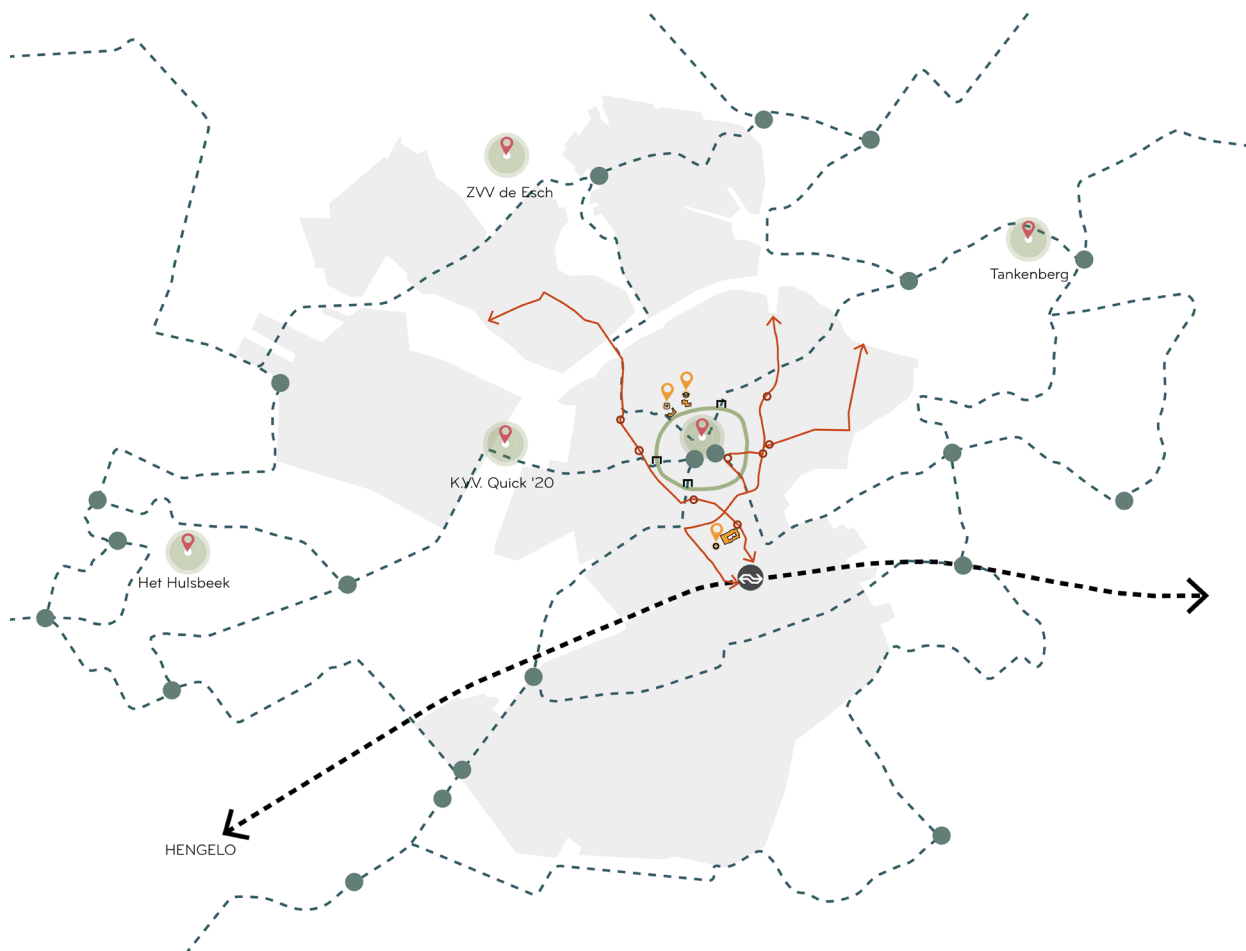 ZVV de Esch
Tankenberg
K.V.V. Quick '20
Het Hulsbeek
HENGELO